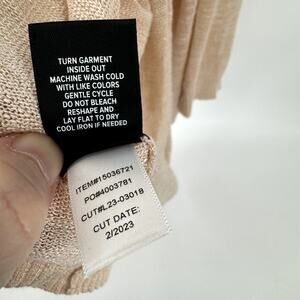 TURN GARMENT
INSIDE OUT
MACHINE WASH COLD
WITH LIKE COLORS
GENTLE CYCLE
DO NOT BLEACH
RESHAPE AND
LAY FLAT TO DRY
COOL IRON IF NEEDED
ITEM#15036721
PO#4003781
CUT#L23-03018
CUT DATE:
2/2023